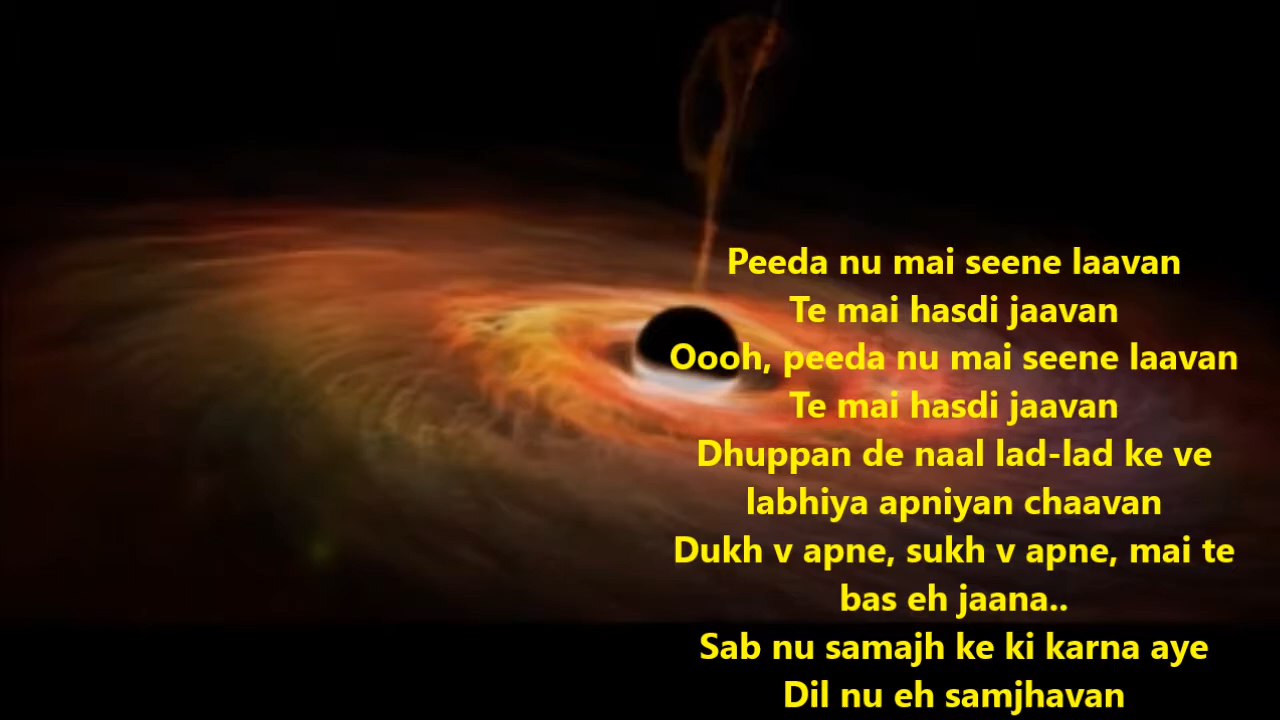 Peeda nu mai seene laavan
Te mai hasdi jaavan
Oooh, peeda nu mai seene laavan
Te mai hasdi jaavan
Dhuppan de naal lad-lad ke ve
labhiya apniyan chaavan
Dukh v apne, sukh v apne, mai te
bas eh jaana..
Sab nu samajh ke ki karna aye
Dil nu eh samjhavan